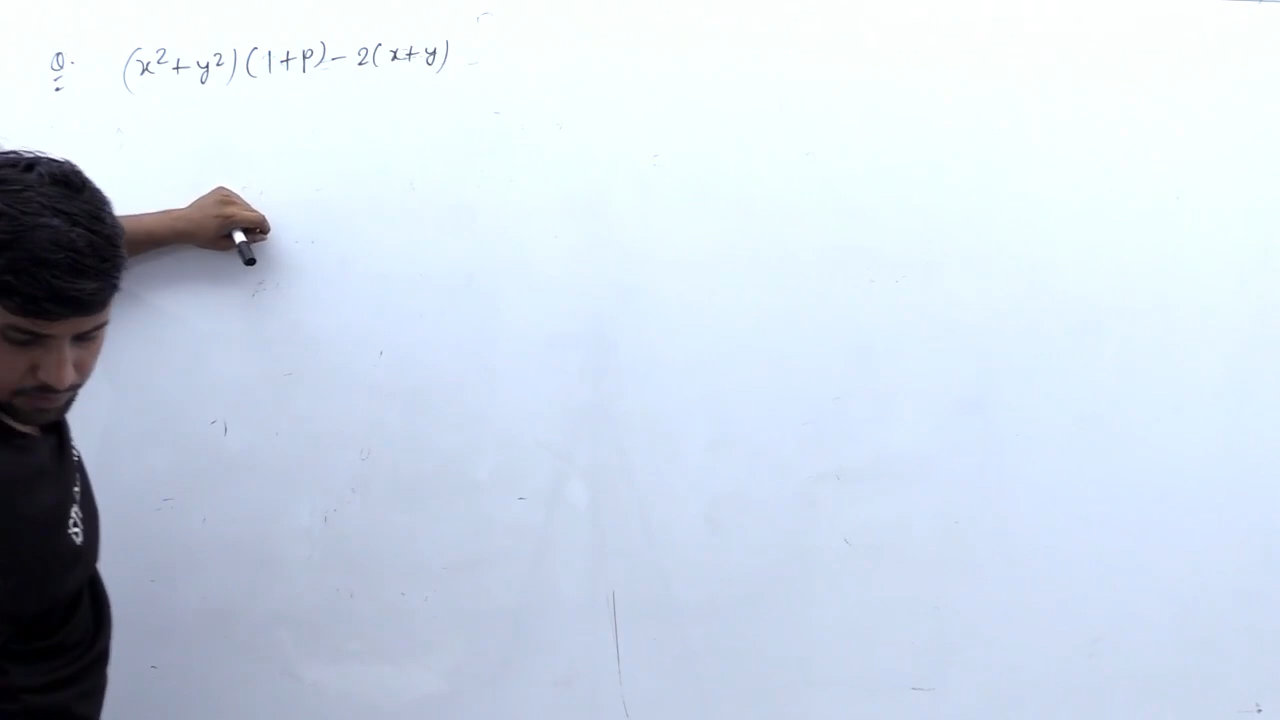 Q. (x² + y²)(1+p) - 2(x+y)